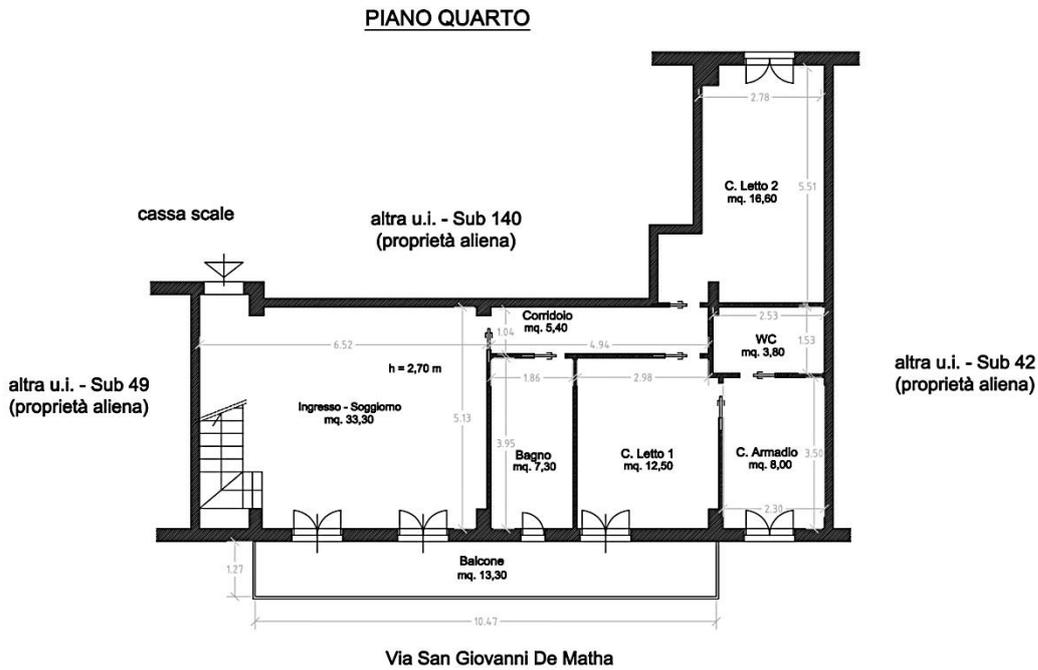 PIANO QUARTO
2.78
C. Letto 2
mq. 16,60
5.51
cassa scale
altra u.i. - Sub 140
(proprietà aliena)
Corridoio
mq. 5,40
1.04
6.52
4.94
2.53
WC
mq. 3,80
1.53
h = 2,70 m
altra u.i. - Sub 49
(proprietà aliena)
altra u.i. - Sub 42
(proprietà aliena)
1.86
2.98
Ingresso - Soggiorno
mq. 33,30
5.13
3.95
Bagno
mq. 7,30
C. Letto 1
mq. 12,50
C. Armadio
mq. 8,00
3.50
2.30
Balcone
mq. 13,30
1.27
10.47
Via San Giovanni De Matha